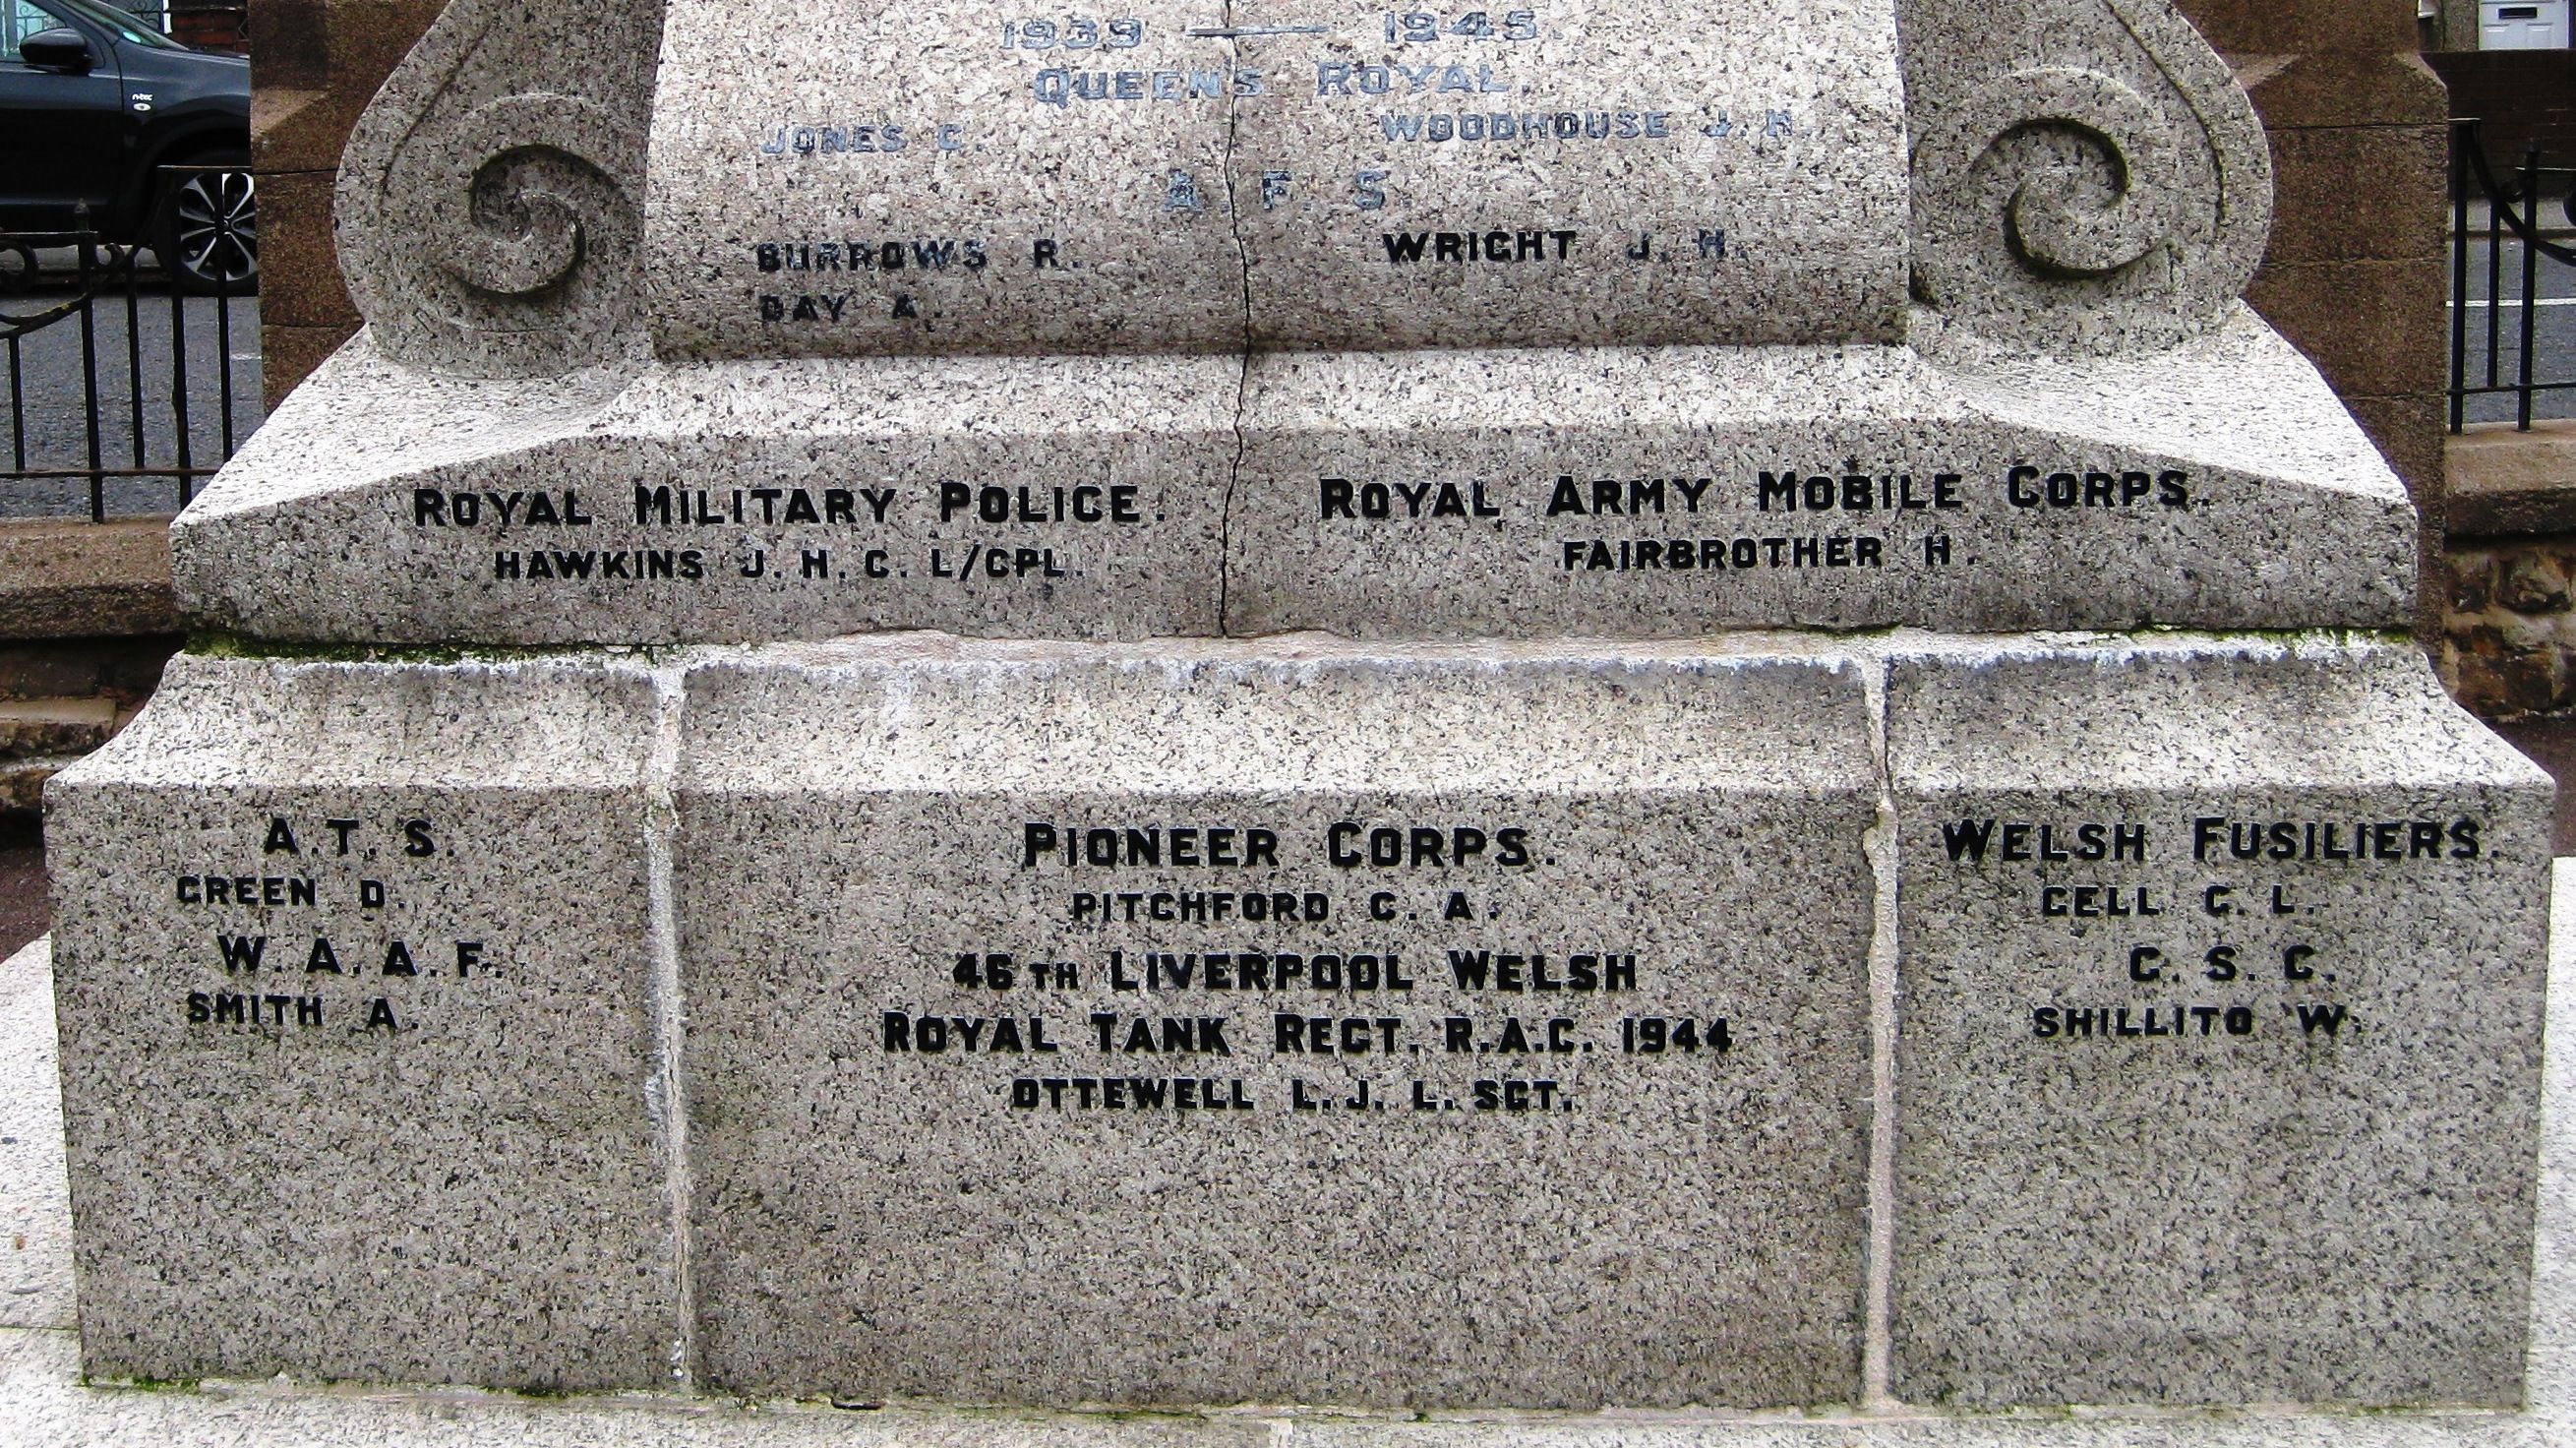 1939 — 1945.
QUEEN'S ROYAL.
JONES C. WOODHOUSE J. H.
A. F. S.
BURROWS R. WRIGHT J. H.
DAY A.
ROYAL MILITARY POLICE.
HAWKINS J. H. C. L/CPL.
ROYAL ARMY MOBILE CORPS.
FAIRBROTHER H.
A.T.S.
GREEN D.
W.A.A.F.
SMITH A.
PIONEER CORPS.
PITCHFORD C. A.
46TH LIVERPOOL WELSH
ROYAL TANK REGT. R.A.C. 1944
OTTEWELL L.J. L.SGT.
WELSH FUSILIERS.
GELL G. L.
G. S. C.
SHILLITO W.